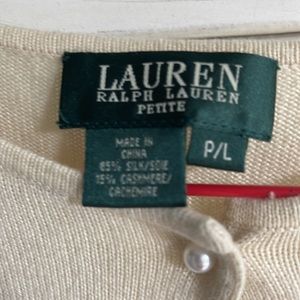 LAUREN
RALPH LAUREN
PETITE
P/L
MADE IN
CHINA
85% SILK/SOIE
15% CASHMERE/
CACHEMIRE